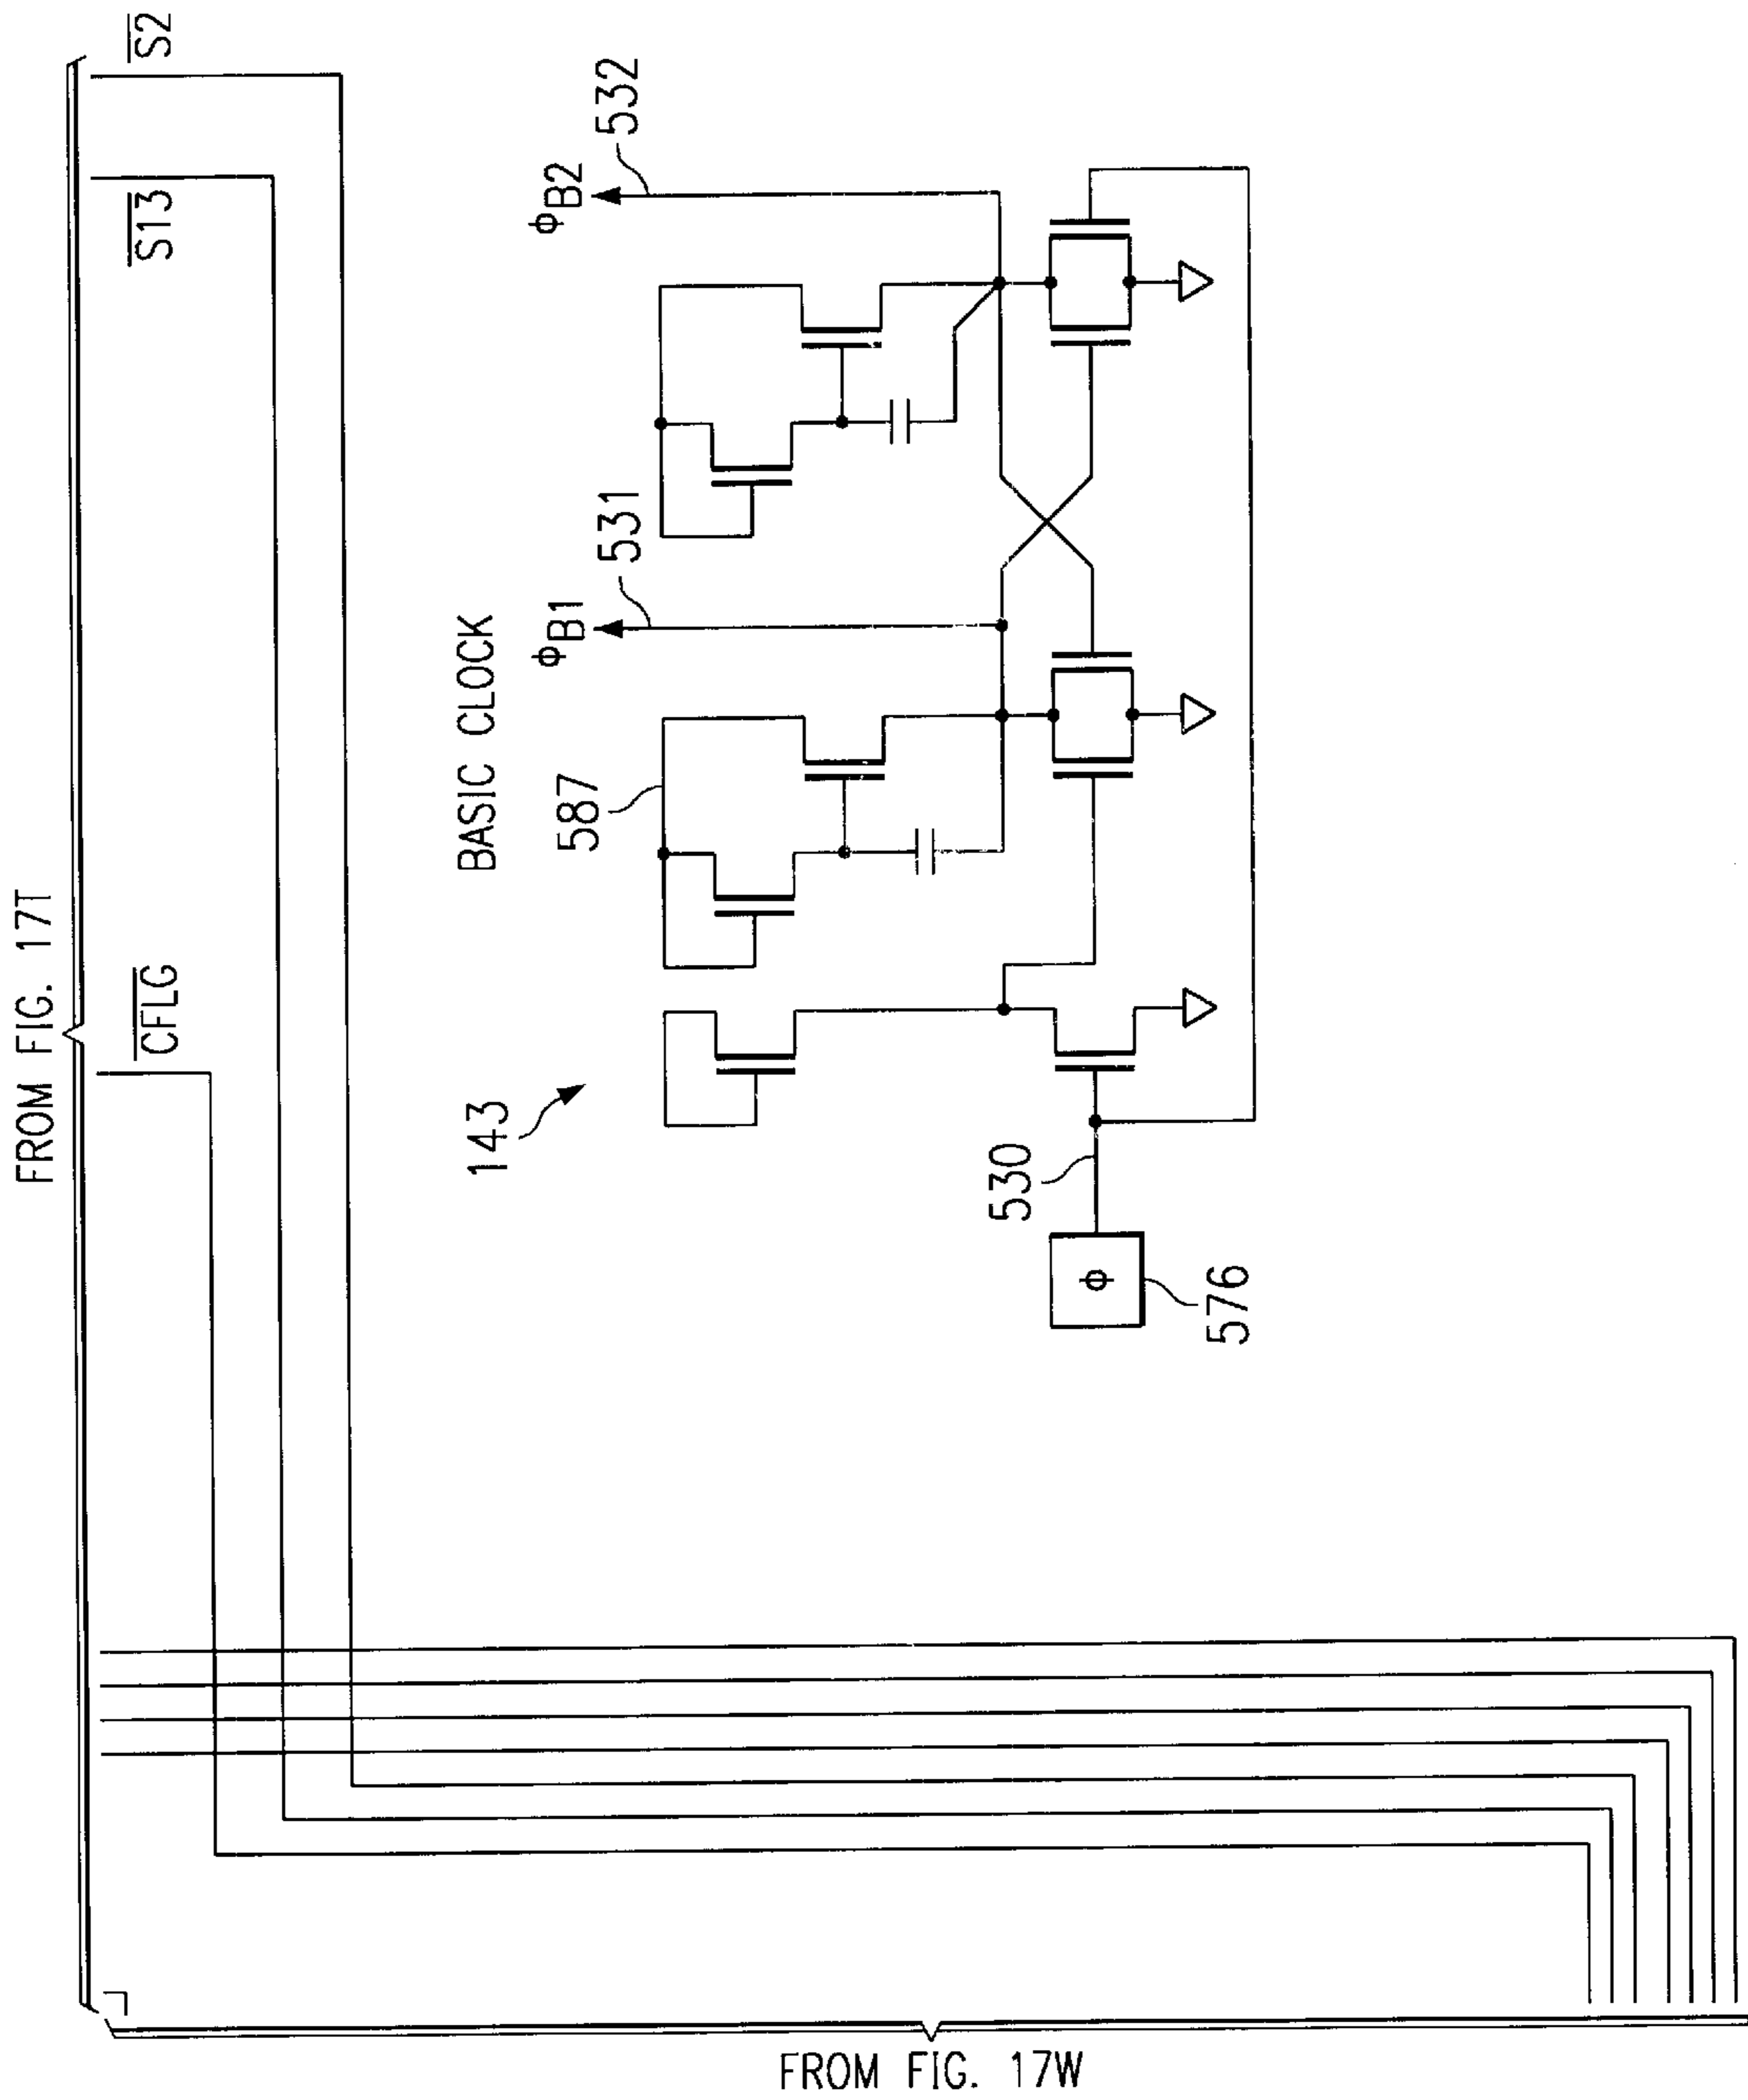 FROM FIG. 17T
S2
S13
CFLG
532
ϕB2
531
ϕB1
BASIC CLOCK
587
143
530
ϕ
576
FROM FIG. 17W